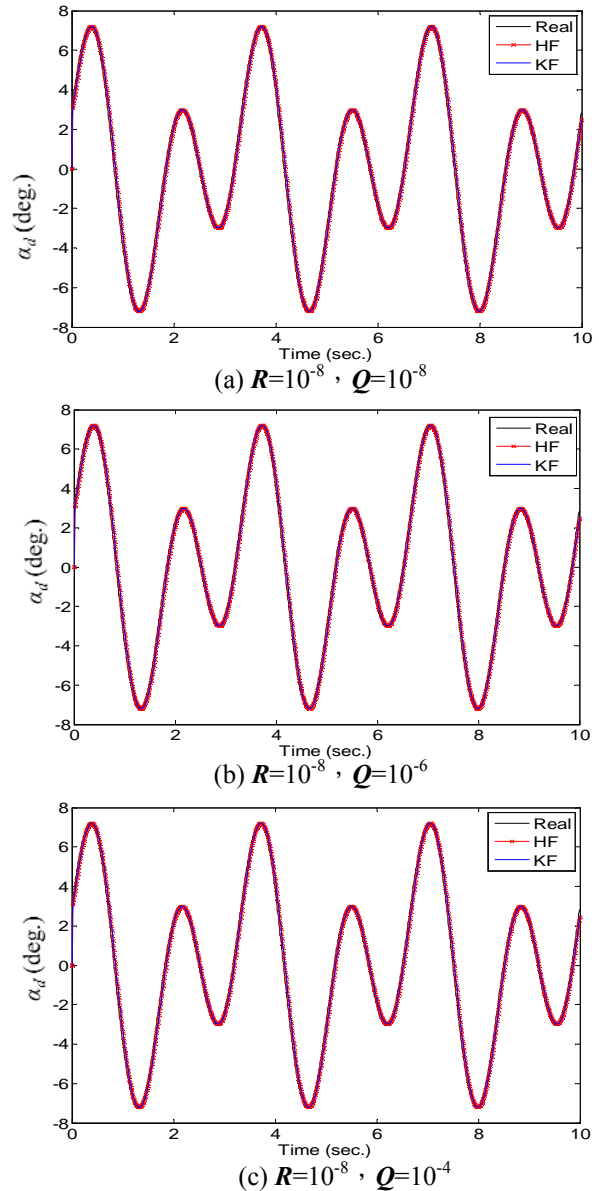 8
6
4
2
0
-2
-4
-6
-8
α_d (deg.)
Real
HF
KF
0 2 4 6 8 10
Time (sec.)
(a) R=10^-8 , Q=10^-8
8
6
4
2
0
-2
-4
-6
-8
α_d (deg.)
Real
HF
KF
0 2 4 6 8 10
Time (sec.)
(b) R=10^-8 , Q=10^-6
8
6
4
2
0
-2
-4
-6
-8
α_d (deg.)
Real
HF
KF
0 2 4 6 8 10
Time (sec.)
(c) R=10^-8 , Q=10^-4